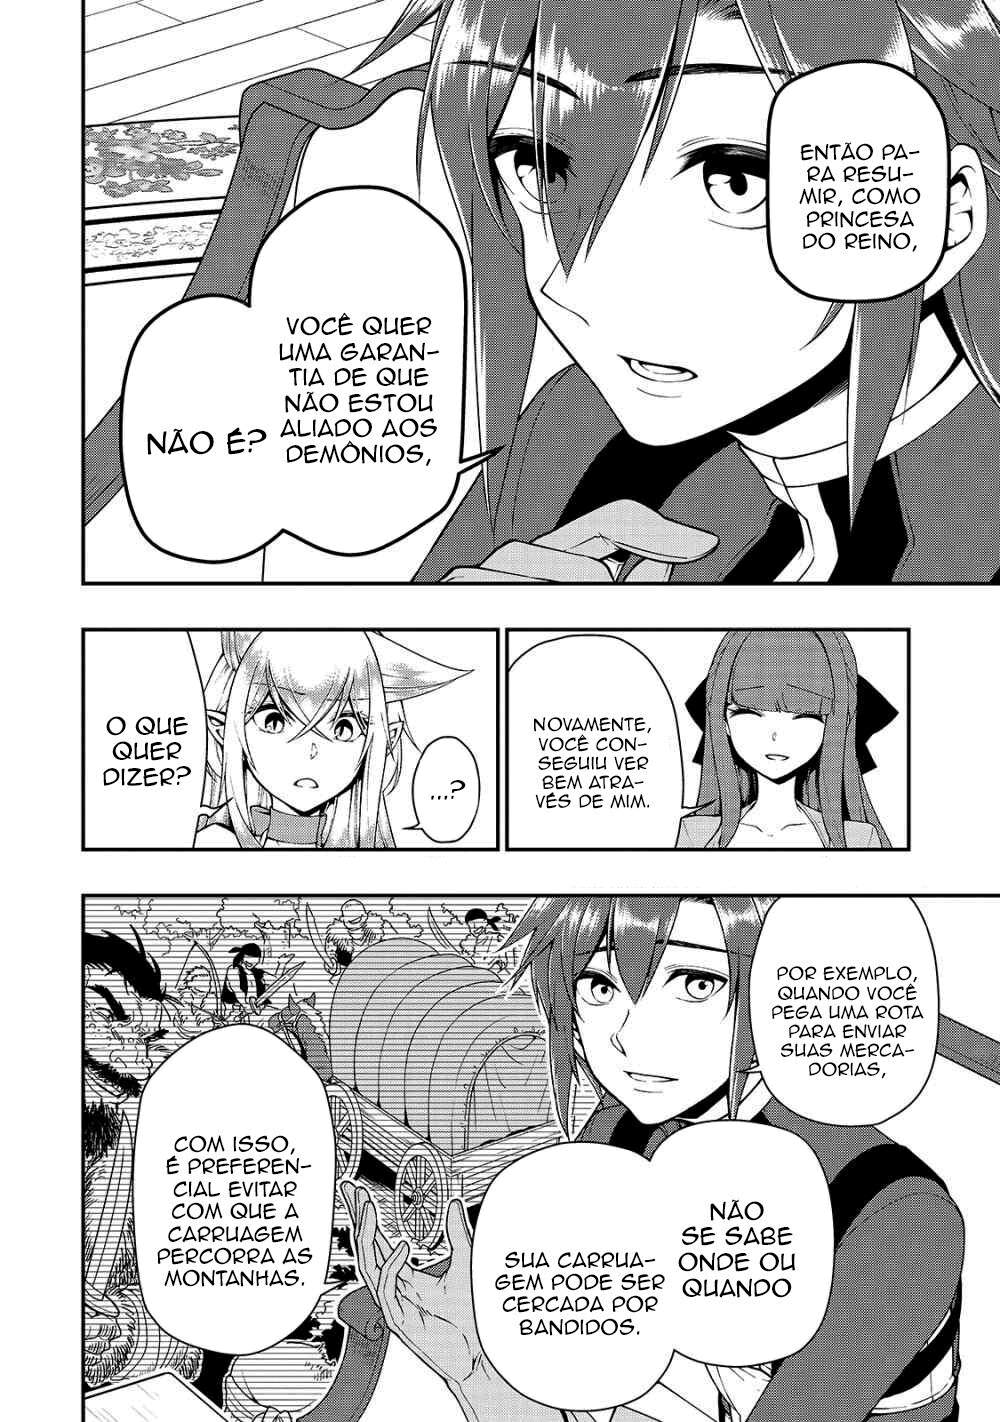 ENTÃO PA-
RA RESU-
MIR, COMO
PRINCESA
DO REINO,
VOCÊ QUER
UMA GARAN-
TIA DE QUE
NÃO ESTOU
ALIADO AOS
DEMÔNIOS,
NÃO É?
NOVAMENTE,
VOCÊ CON-
SEGUIU VER
BEM ATRA-
VÉS DE MIM.
...?
O QUE
QUER
DIZER?
POR EXEMPLO,
QUANDO VOCÊ
PEGA UMA ROTA
PARA ENVIAR
SUAS MERCA-
DORIAS,
NÃO
SE SABE
ONDE OU
QUANDO
SUA CARRUA-
GEM PODE SER
CERCADA POR
BANDIDOS.
COM ISSO,
É PREFEREN-
CIAL EVITAR
COM QUE A
CARRUAGEM
PERCORRA AS
MONTANHAS.